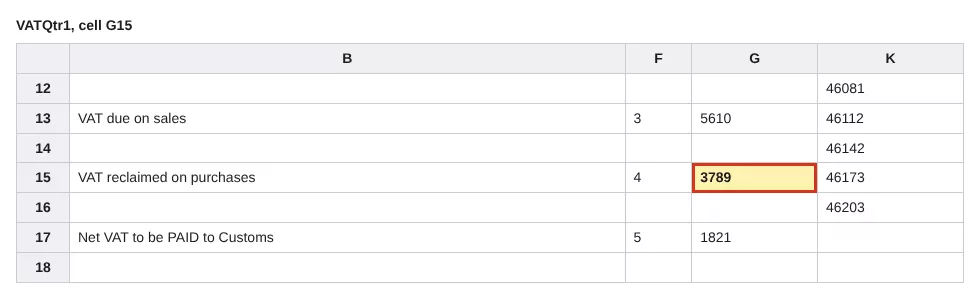 VATQtr1, cell G15
B F G K
12 46081
13 VAT due on sales 3 5610 46112
14 46142
15 VAT reclaimed on purchases 4 3789 46173
16 46203
17 Net VAT to be PAID to Customs 5 1821
18